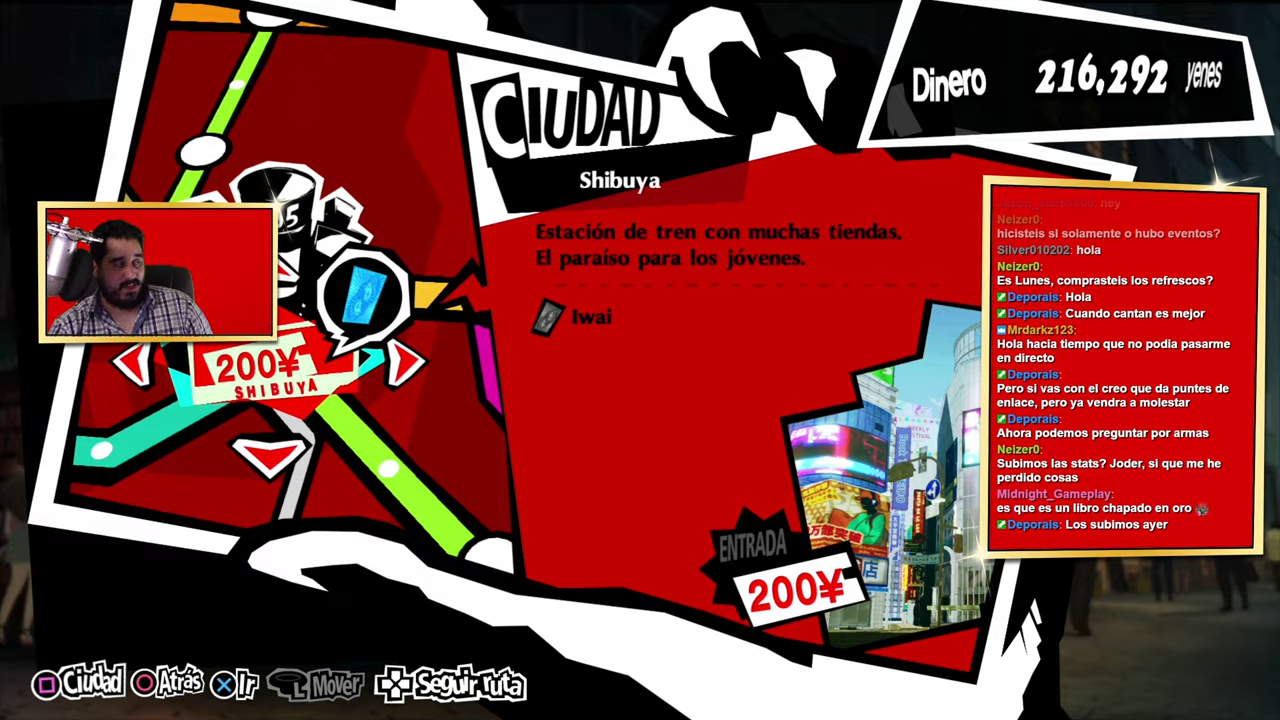 CIUDAD
Shibuya
Dinero 216,292 yenes
Estación de tren con muchas tiendas.
El paraíso para los jóvenes.
Iwai
200¥
SHIBUYA
ENTRADA
200¥
hey
Neizer0:
hicisteis si solamente o hubo eventos?
Silver010202: hola
Neizer0:
Es Lunes, comprasteis los refrescos?
Deporais: Hola
Deporais: Cuando cantan es mejor
Mrdarkz123:
Hola hacia tiempo que no podia pasarme
en directo
Deporais:
Pero si vas con el creo que da puntes de
enlace, pero ya vendra a molestar
Deporais:
Ahora podemos preguntar por armas
Neizer0:
Subimos las stats? Joder, si que me he
perdido cosas
Midnight_Gameplay:
es que es un libro chapado en oro
Deporais: Los subimos ayer
Ciudad Atrás Ir L Mover Seguir ruta